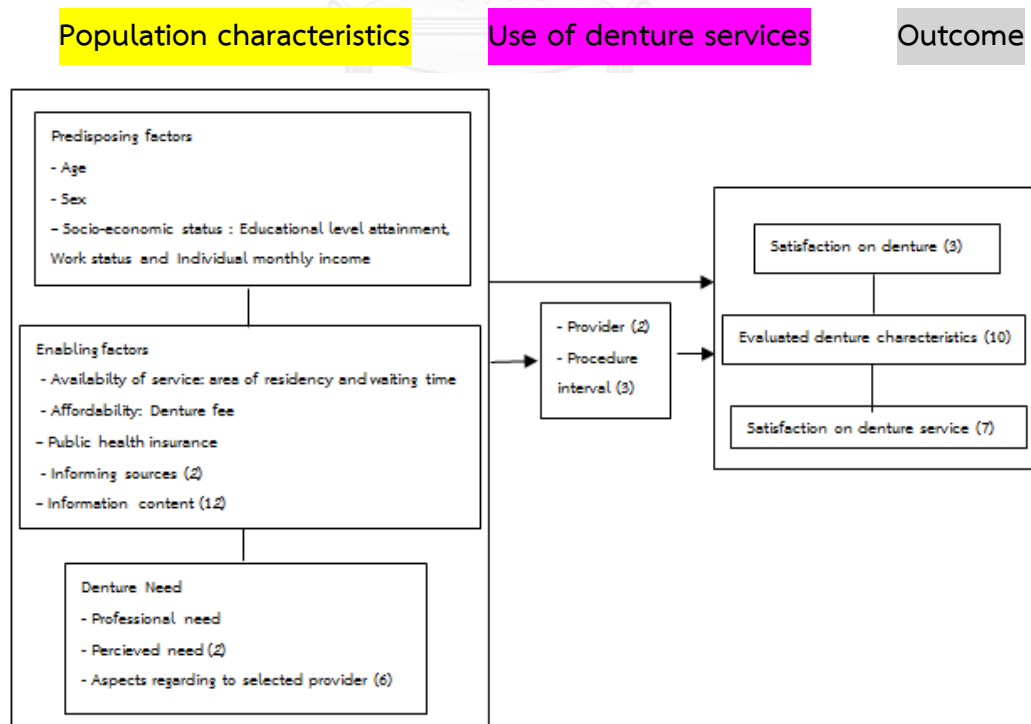 Population characteristics
Use of denture services
Outcome
Predisposing factors
- Age
- Sex
- Socio-economic status : Educational level attainment,
Work status and Individual monthly income
Enabling factors
- Availabilty of service: area of residency and waiting time
- Affordability: Denture fee
- Public health insurance
- Informing sources (2)
- Information content (12)
Denture Need
- Professional need
- Percieved need (2)
- Aspects regarding to selected provider (6)
- Provider (2)
- Procedure
interval (3)
Satisfaction on denture (3)
Evaluated denture characteristics (10)
Satisfaction on denture service (7)